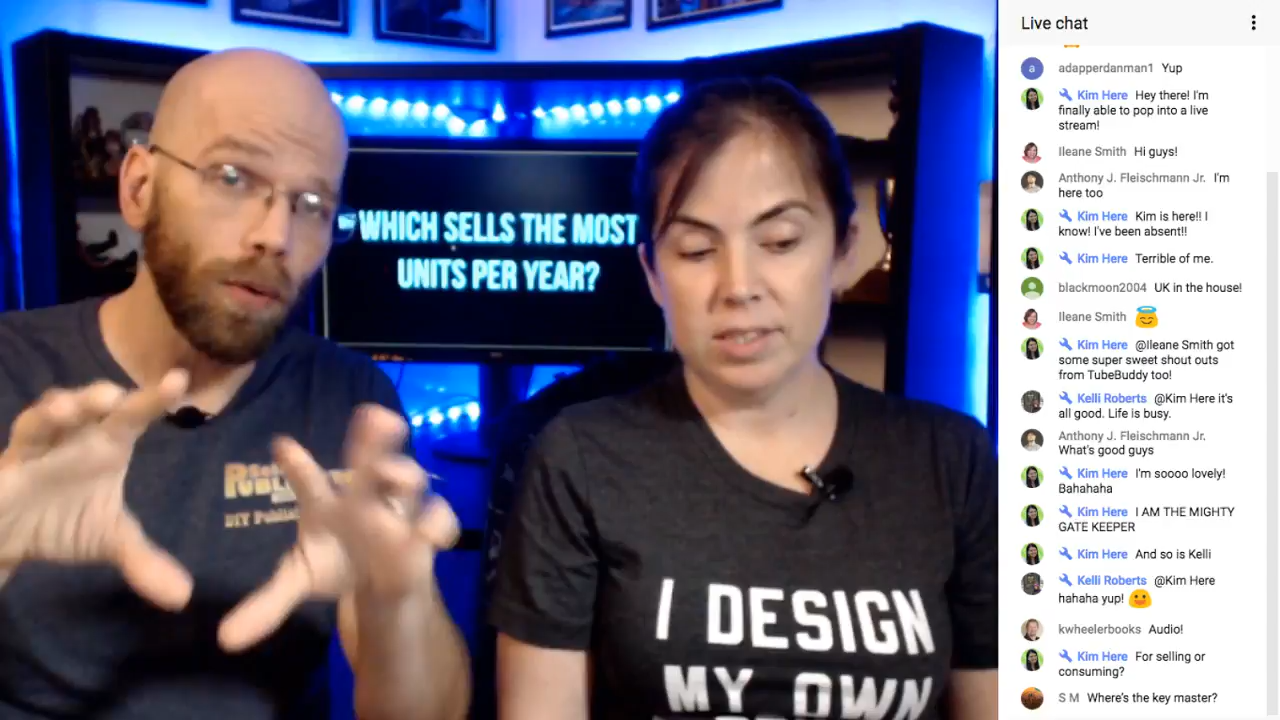 WHICH SELLS THE MOST
UNITS PER YEAR?
I DESIGN
MY OWN
Live chat
a adapperdanman1 Yup
Kim Here Hey there! I'm
finally able to pop into a live
stream!
Ileane Smith Hi guys!
Anthony J. Fleischmann Jr. I'm
here too
Kim Here Kim is here!! I
know! I've been absent!!
Kim Here Terrible of me.
blackmoon2004 UK in the house!
Ileane Smith 😇
Kim Here @Ileane Smith got
some super sweet shout outs
from TubeBuddy too!
Kelli Roberts @Kim Here it's
all good. Life is busy.
Anthony J. Fleischmann Jr.
What's good guys
Kim Here I'm soooo lovely!
Bahahaha
Kim Here I AM THE MIGHTY
GATE KEEPER
Kim Here And so is Kelli
Kelli Roberts @Kim Here
hahaha yup! 😛
kwheelerbooks Audio!
Kim Here For selling or
consuming?
S M Where's the key master?